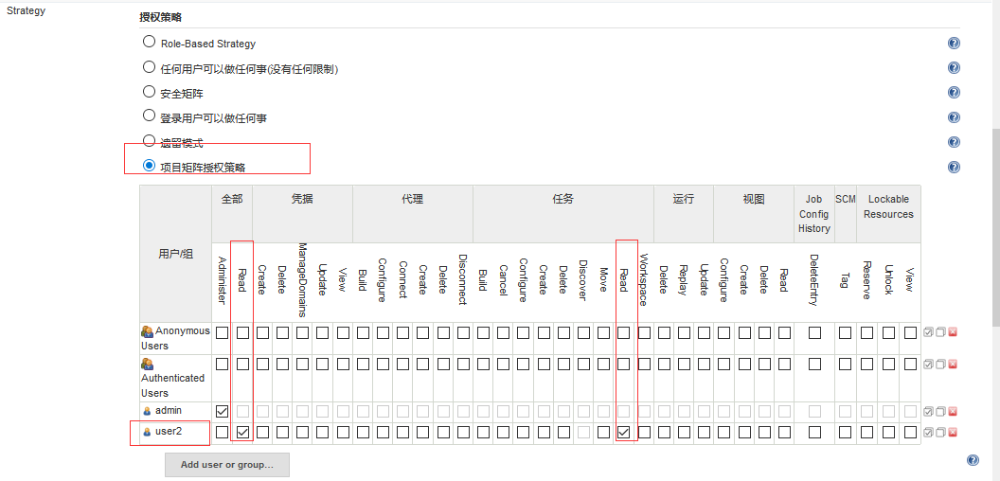 Strategy
授权策略
Role-Based Strategy
任何用户可以做任何事(没有任何限制)
安全矩阵
登录用户可以做任何事
遗留模式
项目矩阵授权策略
用户/组
全部
凭据
代理
任务
运行
视图
Job
Config
History
SCM
Lockable
Resources
Administer
Read
Create
Delete
ManageDomains
Update
View
Build
Configure
Connect
Create
Delete
Disconnect
Build
Cancel
Configure
Create
Delete
Discover
Move
Read
Workspace
Delete
Replay
Update
Configure
Create
Delete
Read
DeleteEntry
Tag
Reserve
Unlock
View
Anonymous
Users
Authenticated
Users
admin
user2
Add user or group...